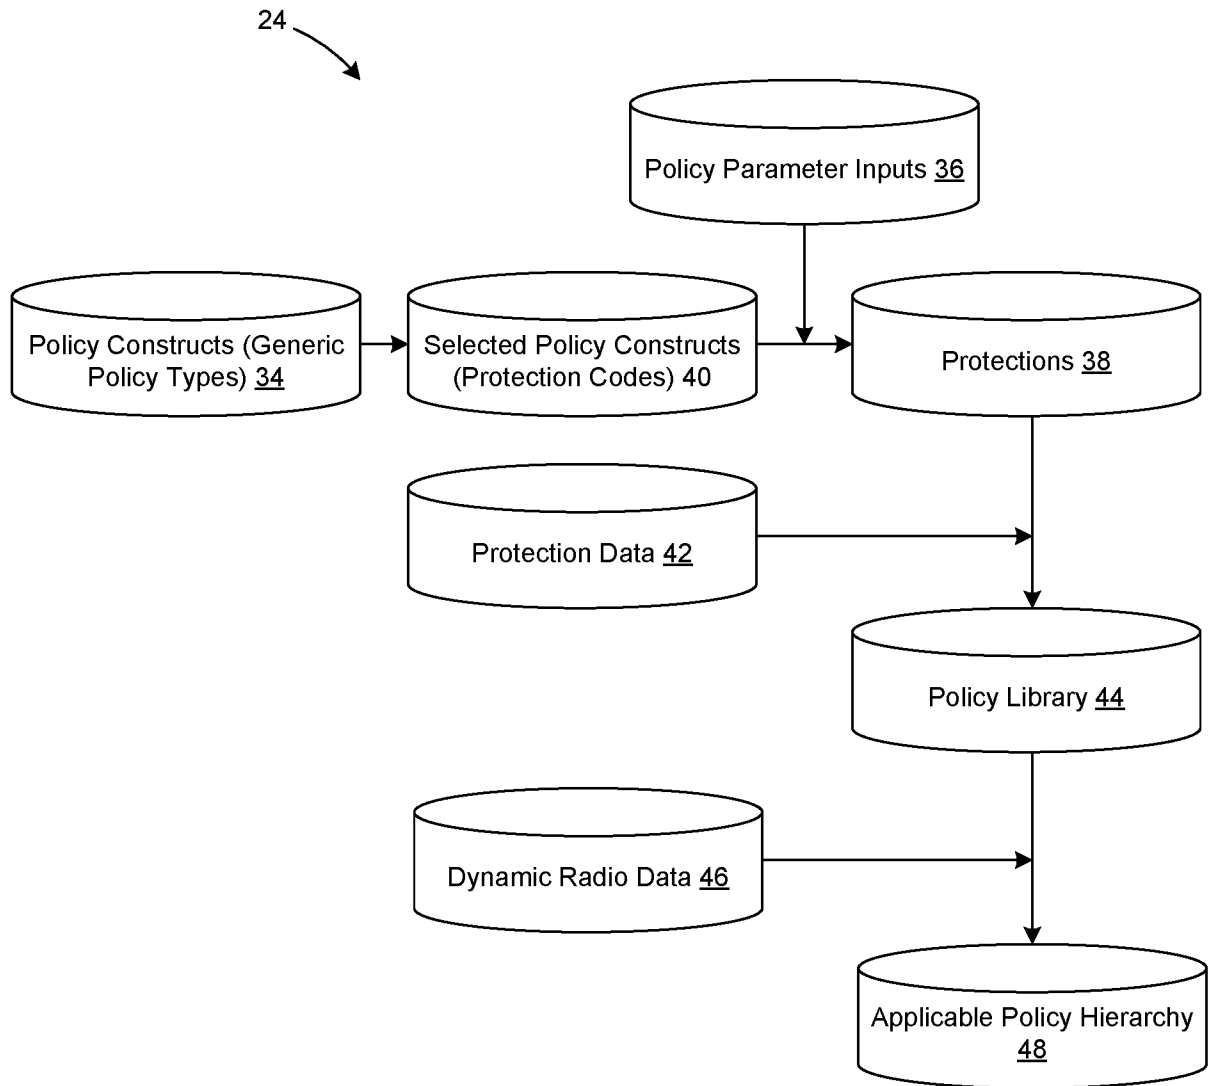 24
Policy Parameter Inputs 36
Policy Constructs (Generic
Policy Types) 34
Selected Policy Constructs
(Protection Codes) 40
Protections 38
Protection Data 42
Policy Library 44
Dynamic Radio Data 46
Applicable Policy Hierarchy
48